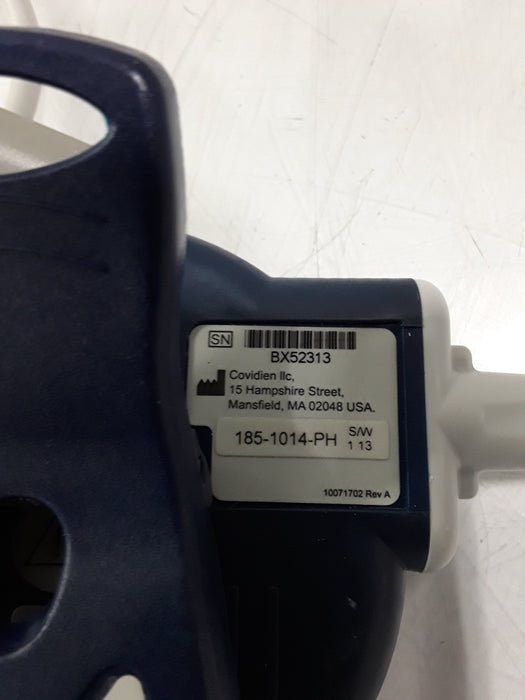 SN
BX52313
Covidien llc,
15 Hampshire Street,
Mansfield, MA 02048 USA.
185-1014-PH S/W
1 13
10071702 Rev A